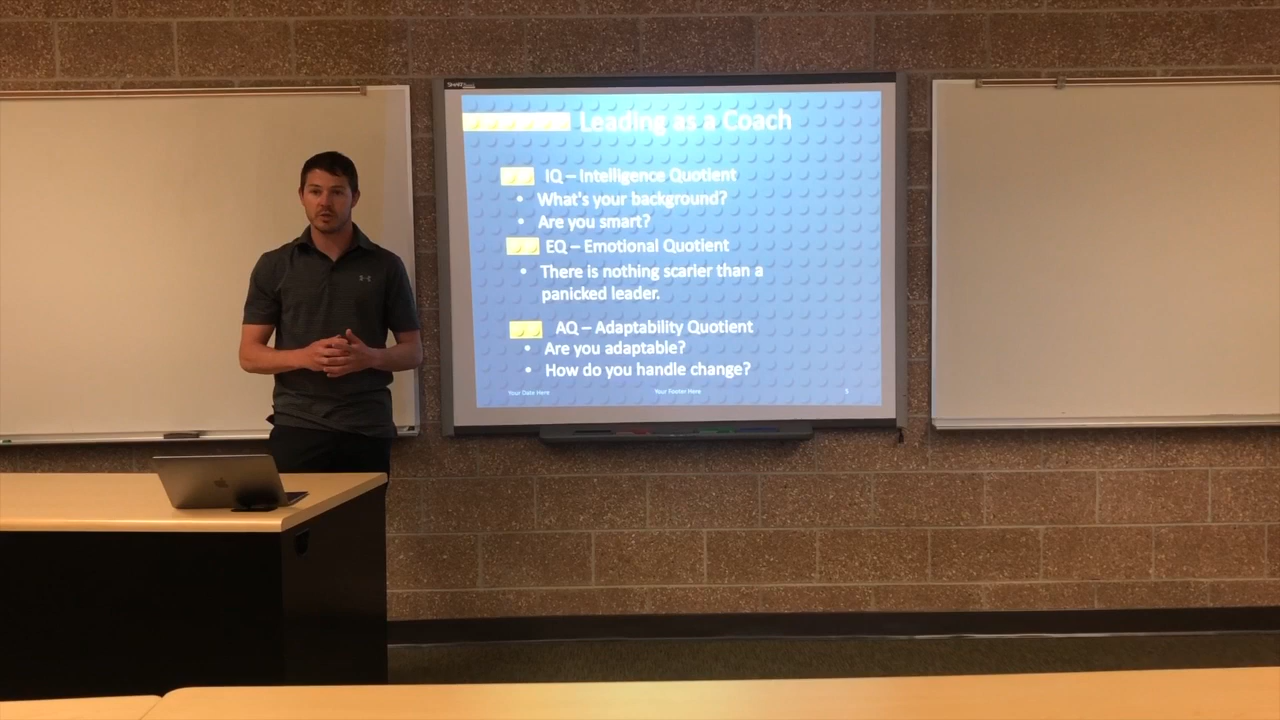 SMART
Leading as a Coach
IQ – Intelligence Quotient
• What's your background?
• Are you smart?
EQ – Emotional Quotient
• There is nothing scarier than a
panicked leader.
AQ – Adaptability Quotient
• Are you adaptable?
• How do you handle change?
Your Date Here
Your Footer Here
5